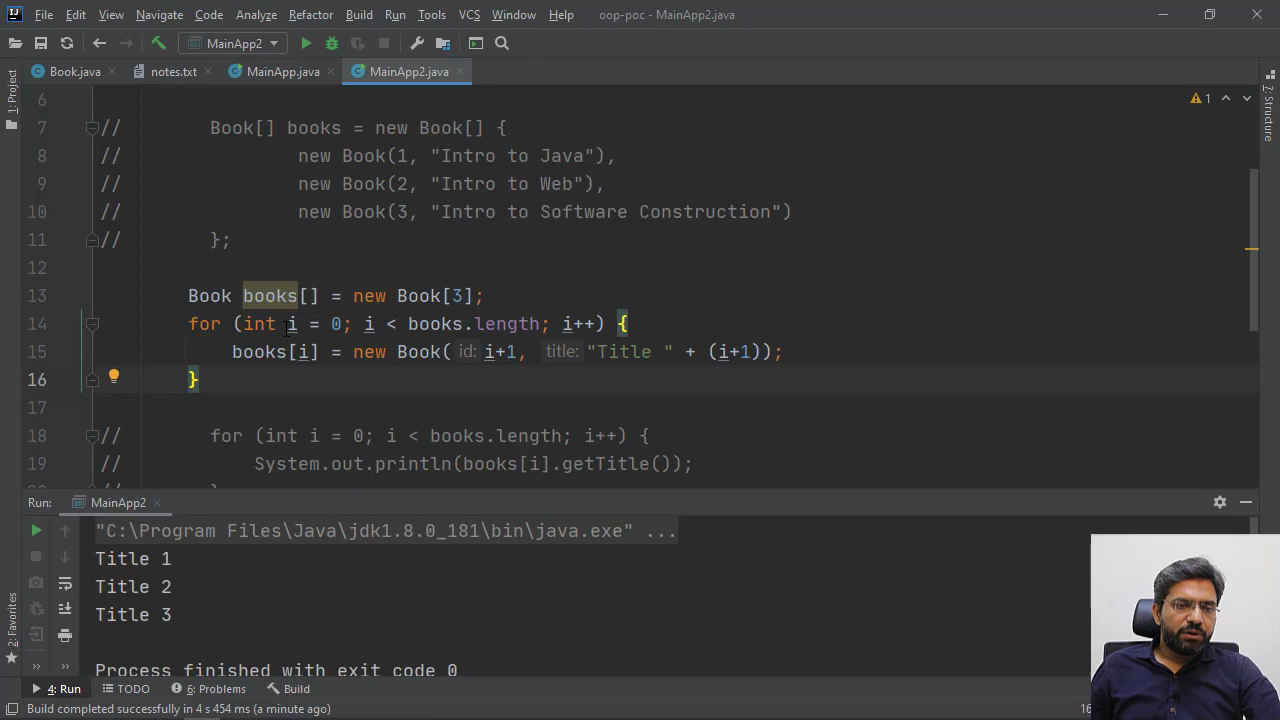 File Edit View Navigate Code Analyze Refactor Build Run Tools VCS Window Help oop-poc - MainApp2.java
MainApp2
Book.java notes.txt MainApp.java MainApp2.java
1: Project
7: Structure
1
6
7 // Book[] books = new Book[] {
8 // new Book(1, "Intro to Java"),
9 // new Book(2, "Intro to Web"),
10 // new Book(3, "Intro to Software Construction")
11 // };
12
13 Book books[] = new Book[3];
14 for (int i = 0; i < books.length; i++) {
15 books[i] = new Book( id: i+1, title: "Title " + (i+1));
16 }
17
18 // for (int i = 0; i < books.length; i++) {
19 // System.out.println(books[i].getTitle());
Run: MainApp2
"C:\Program Files\Java\jdk1.8.0_181\bin\java.exe" ...
Title 1
Title 2
Title 3
Process finished with exit code 0
2: Favorites
4: Run TODO 6: Problems Build
Build completed successfully in 4 s 454 ms (a minute ago)